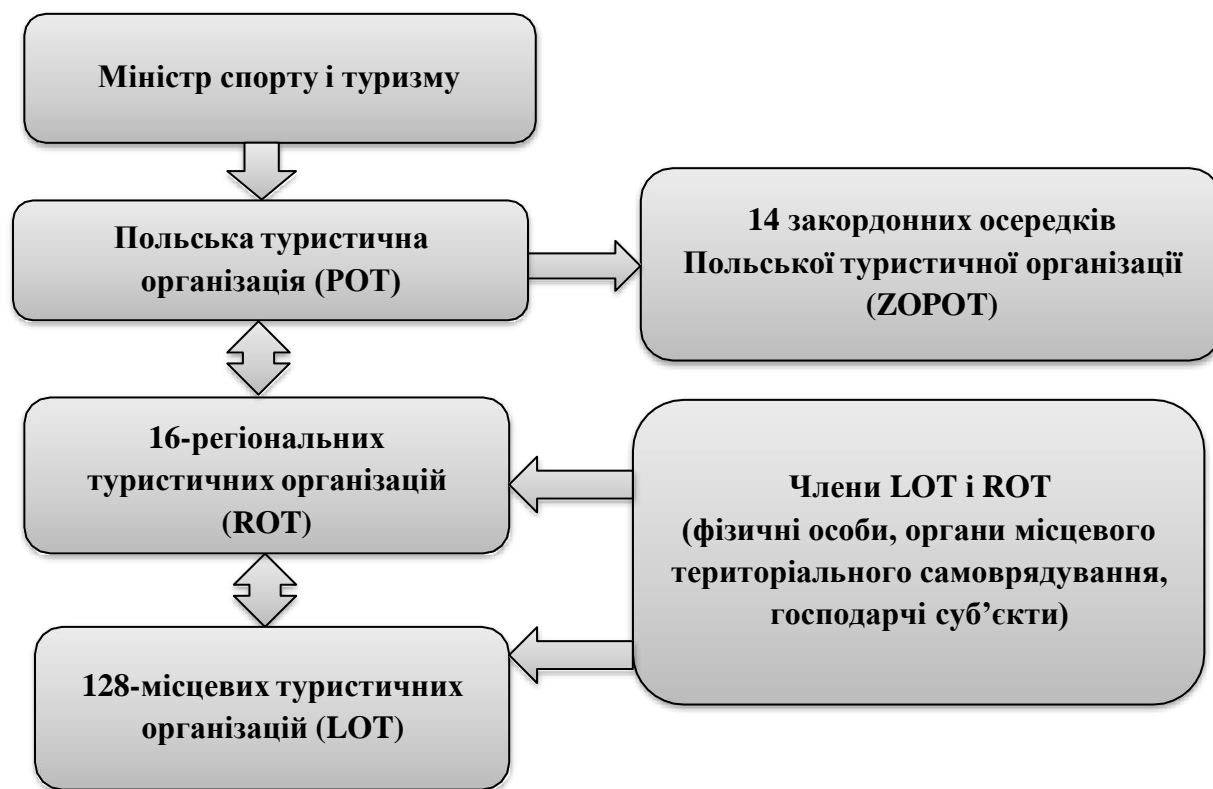 Міністр спорту і туризму
Польська туристична
організація (POT)
14 закордонних осередків
Польської туристичної організації
(ZOPOT)
16-регіональних
туристичних організацій
(ROT)
Члени LOT і ROT
(фізичні особи, органи місцевого
територіального самоврядування,
господарчі суб’єкти)
128-місцевих туристичних
організацій (LOT)